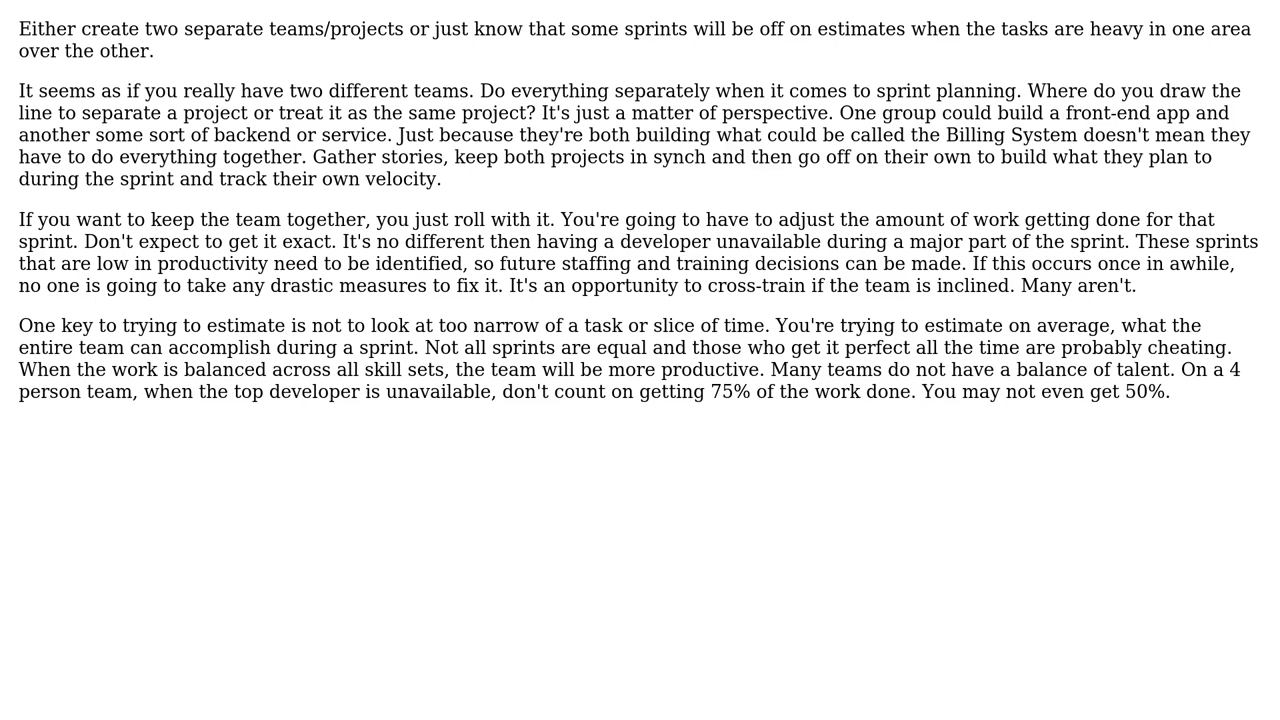 Either create two separate teams/projects or just know that some sprints will be off on estimates when the tasks are heavy in one area
over the other.
It seems as if you really have two different teams. Do everything separately when it comes to sprint planning. Where do you draw the
line to separate a project or treat it as the same project? It's just a matter of perspective. One group could build a front-end app and
another some sort of backend or service. Just because they're both building what could be called the Billing System doesn't mean they
have to do everything together. Gather stories, keep both projects in synch and then go off on their own to build what they plan to
during the sprint and track their own velocity.
If you want to keep the team together, you just roll with it. You're going to have to adjust the amount of work getting done for that
sprint. Don't expect to get it exact. It's no different then having a developer unavailable during a major part of the sprint. These sprints
that are low in productivity need to be identified, so future staffing and training decisions can be made. If this occurs once in awhile,
no one is going to take any drastic measures to fix it. It's an opportunity to cross-train if the team is inclined. Many aren't.
One key to trying to estimate is not to look at too narrow of a task or slice of time. You're trying to estimate on average, what the
entire team can accomplish during a sprint. Not all sprints are equal and those who get it perfect all the time are probably cheating.
When the work is balanced across all skill sets, the team will be more productive. Many teams do not have a balance of talent. On a 4
person team, when the top developer is unavailable, don't count on getting 75% of the work done. You may not even get 50%.